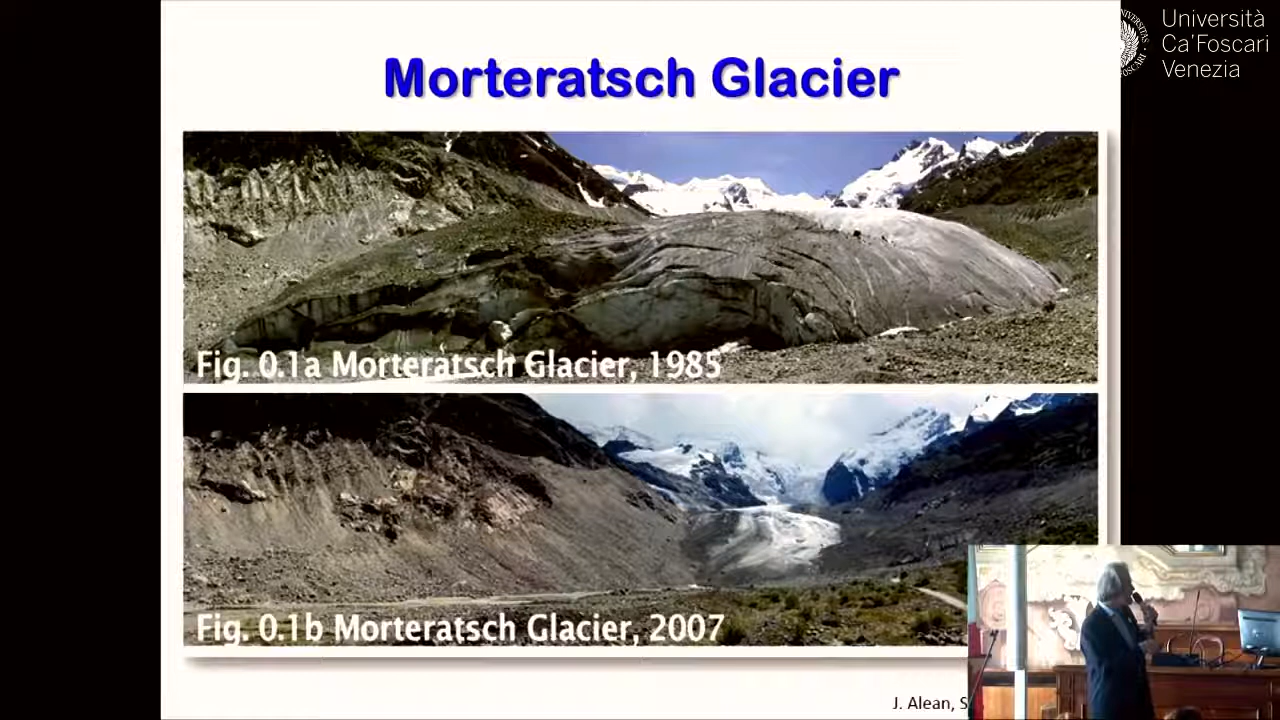 Morteratsch Glacier
Università
Ca'Foscari
Venezia
Fig. 0.1a Morteratsch Glacier, 1985
Fig. 0.1b Morteratsch Glacier, 2007
J. Alean, S